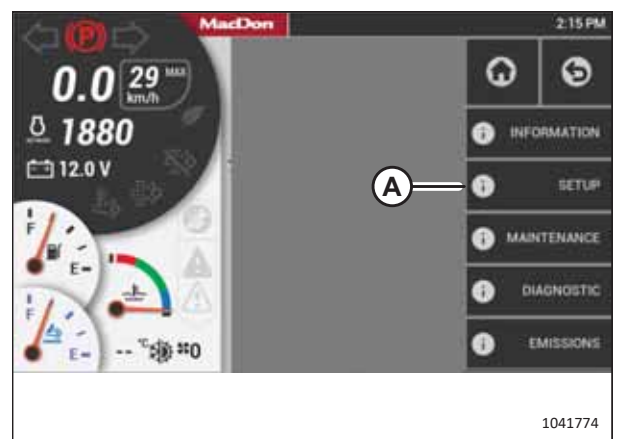 MacDon
2:15 PM
P
0.0 29 MAX
km/h
1880
12.0 V
INFORMATION
A
SETUP
MAINTENANCE
DIAGNOSTIC
EMISSIONS
F
E
F
E
-- °C 0
1041774